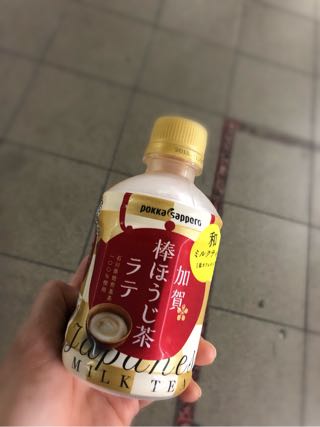 pokka sapporo
加賀
棒ほうじ茶
ラテ
和
ミルクティ
Japanese
MILK TEA